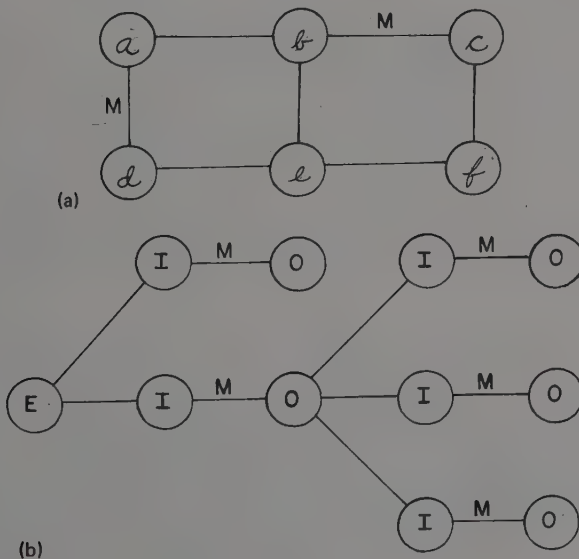 a b M c
M
d e f
(a)
I M O I M O
E I M O I M O
I M O
(b)